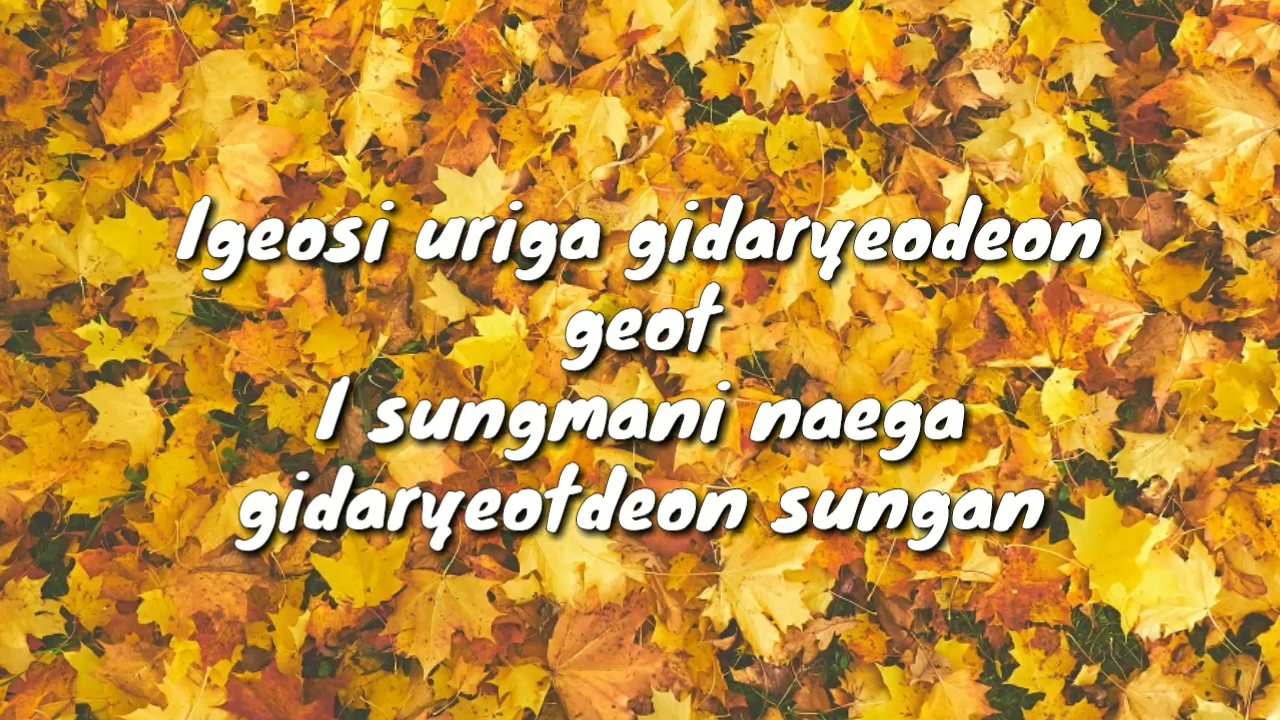 Igeosi uriga gidaryeodeon
geot
I sungmani naega
gidaryeotdeon sungan